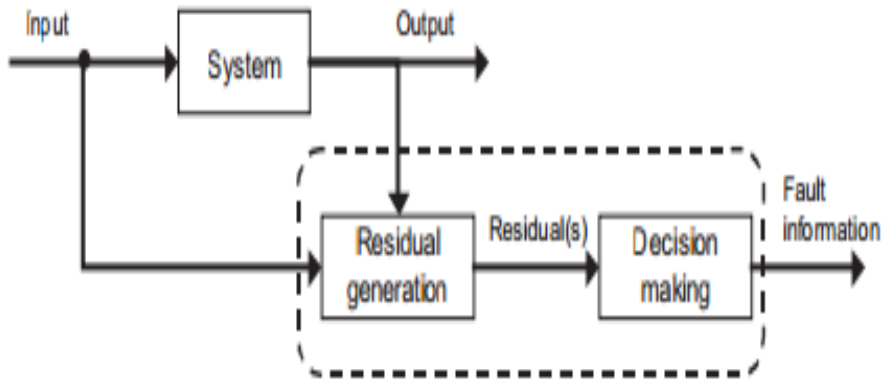 Input
Output
System
Fault
information
Residual
generation
Residual(s)
Decision
making